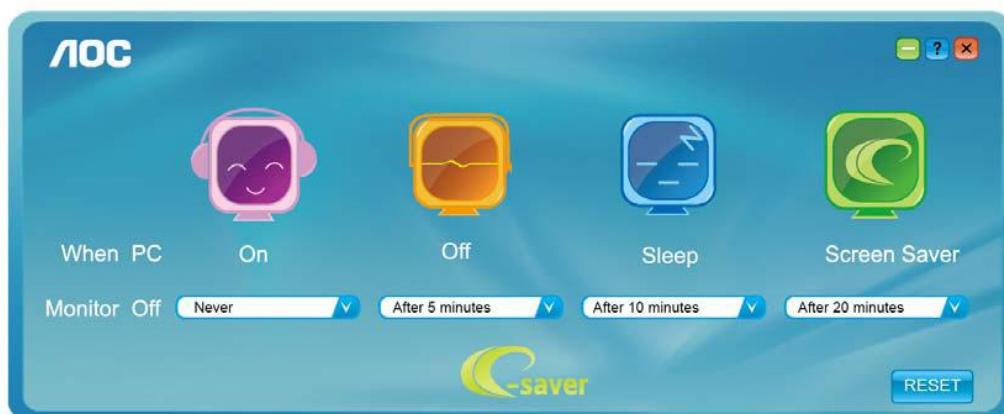 AOC
?
When PC On Off Sleep Screen Saver
Monitor Off Never After 5 minutes After 10 minutes After 20 minutes
e-saver
RESET